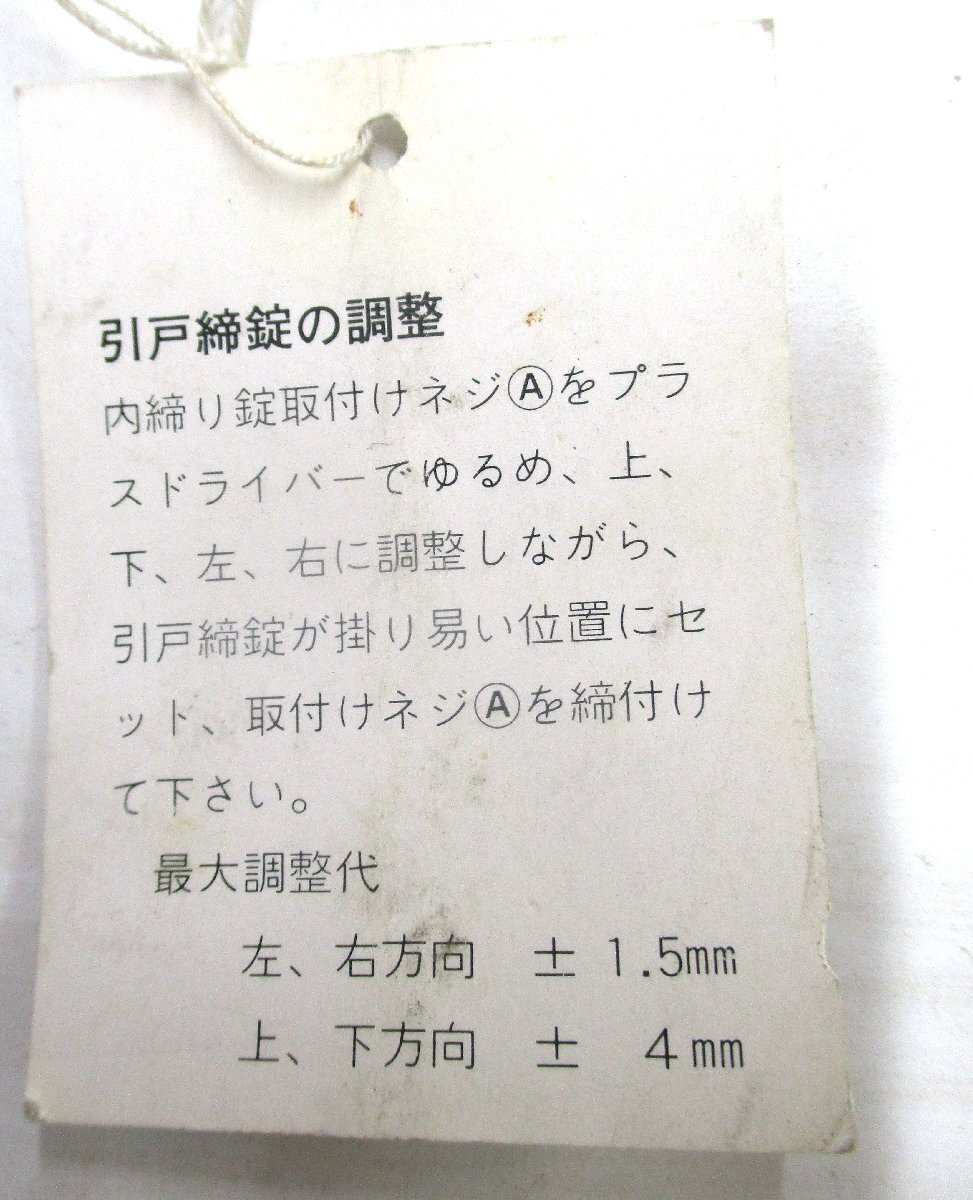 引戸締錠の調整
内締り錠取付けネジⒶをプラ
スドライバーでゆるめ、上、
下、左、右に調整しながら、
引戸締錠が掛り易い位置にセ
ット、取付けネジⒶを締付け
て下さい。
最大調整代
左、右方向 ± 1.5mm
上、下方向 ± 4mm